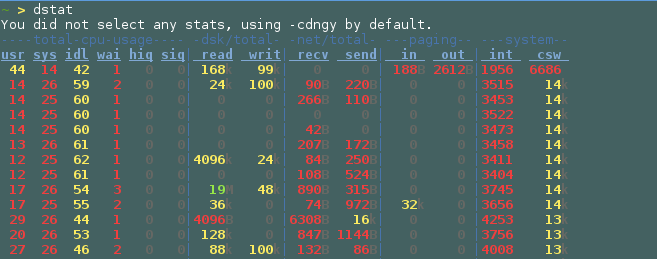 ~ > dstat
You did not select any stats, using -cdngy by default.
----total-cpu-usage---- -dsk/total- -net/total- ---paging-- ---system--
usr sys idl wai hiq siq| read  writ| recv  send|  in   out | int   csw
 44  14  42   1   0   0| 168k   99k|   0     0 | 188B 2612B|1956  6686
 14  26  59   2   0   0|  24k  100k|  90B  220B|   0     0 |3515    14k
 14  25  60   1   0   0|   0     0 | 266B  110B|   0     0 |3453    14k
 14  25  60   1   0   0|   0     0 |   0     0 |   0     0 |3522    14k
 14  25  60   1   0   0|   0     0 |  42B    0 |   0     0 |3473    14k
 13  26  61   1   0   0|   0     0 | 207B  172B|   0     0 |3458    14k
 12  25  62   1   0   0|4096k   24k|  84B  250B|   0     0 |3411    14k
 12  25  61   1   0   0|   0     0 | 108B  524B|   0     0 |3404    14k
 17  26  54   3   0   0|  19M   48k| 890B  315B|   0     0 |3745    14k
 17  25  55   2   0   0|  36k    0 |  74B  972B|  32k    0 |3656    14k
 29  26  44   1   0   0|4096B    0 |6308B   16k|   0     0 |4253    13k
 20  26  53   1   0   0| 128k    0 | 847B 1144B|   0     0 |3756    13k
 27  26  46   2   0   0|  88k  100k| 132B   86B|   0     0 |4008    13k